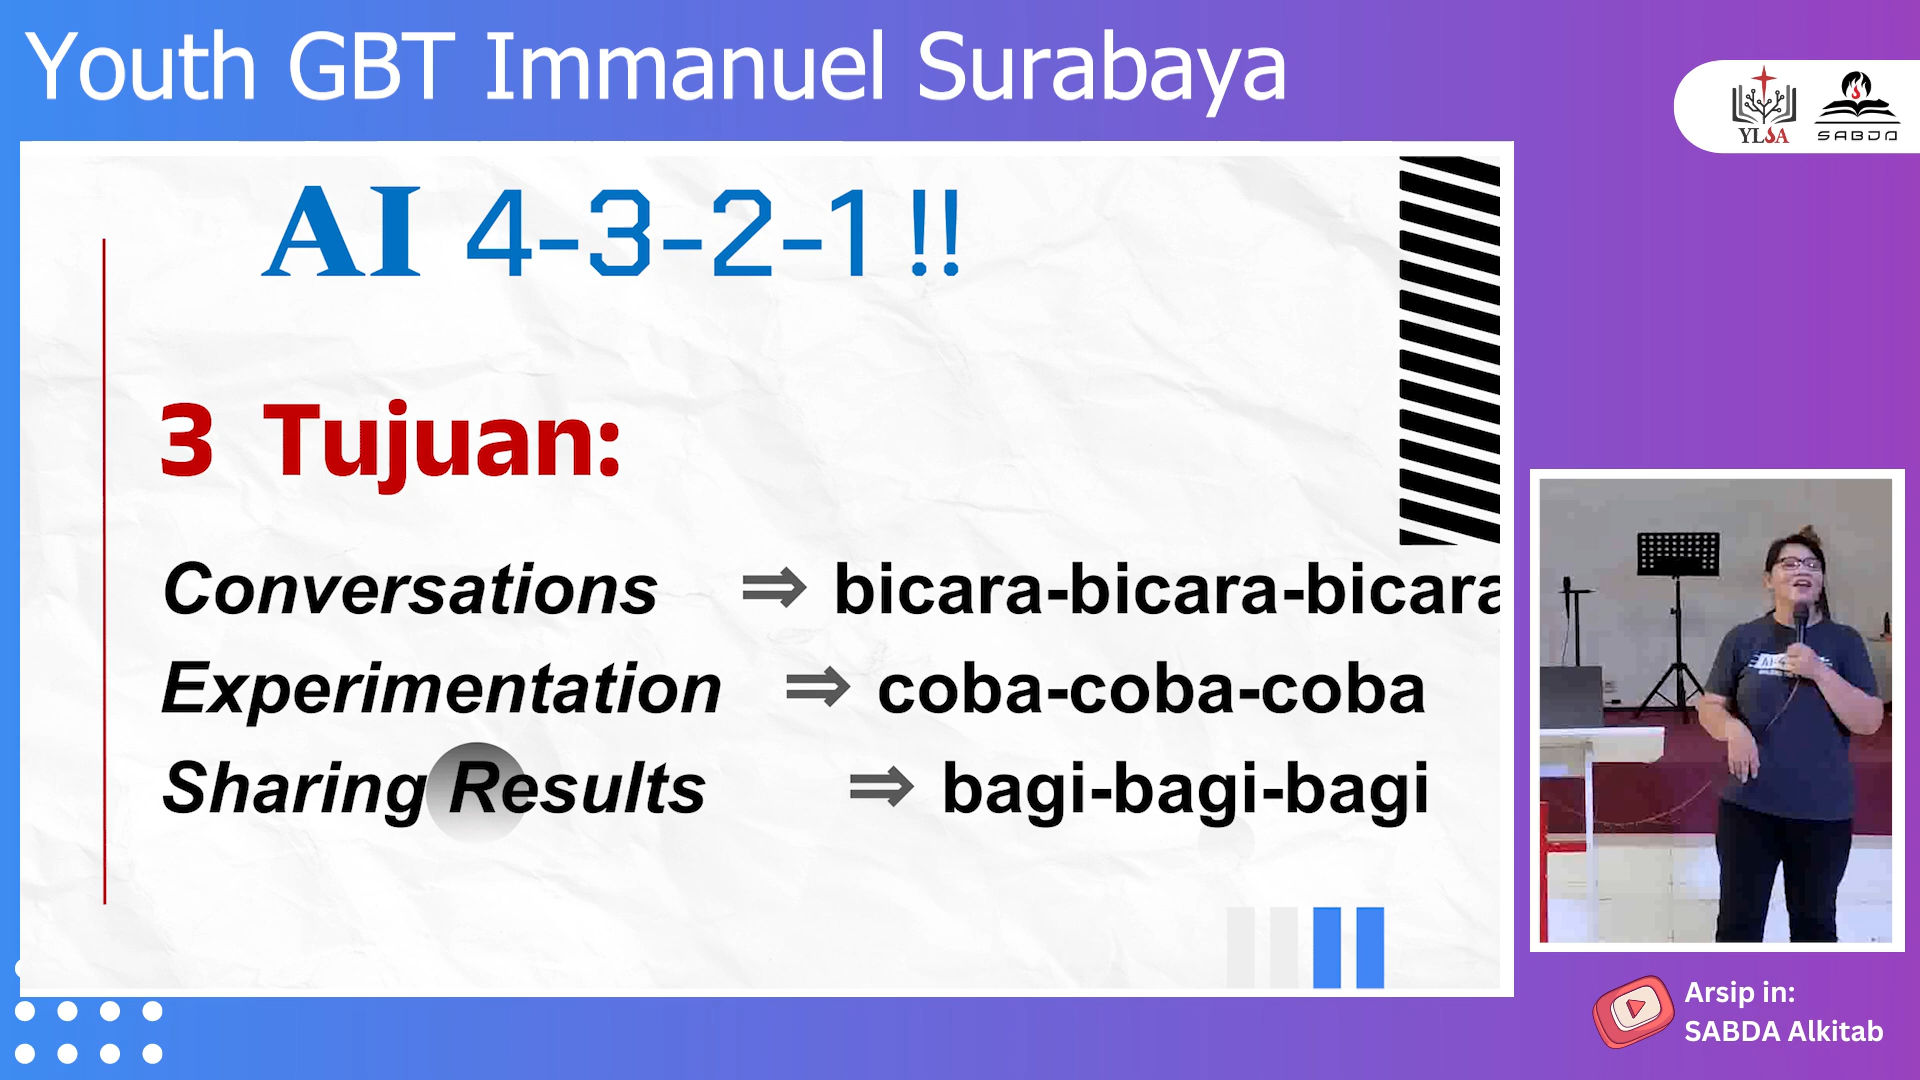 Youth GBT Immanuel Surabaya
YLSA
SABDA
AI 4-3-2-1 !!
3 Tujuan:
Conversations ⇒ bicara-bicara-bicara
Experimentation ⇒ coba-coba-coba
Sharing Results ⇒ bagi-bagi-bagi
Arsip in:
SABDA Alkitab